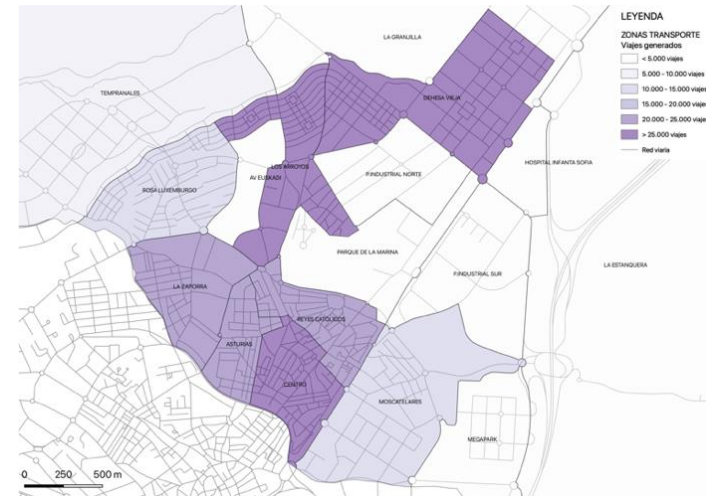 LEYENDA
ZONAS TRANSPORTE
Viajes generados
< 5.000 viajes
5.000 - 10.000 viajes
10.000 - 15.000 viajes
15.000 - 20.000 viajes
20.000 - 25.000 viajes
> 25.000 viajes
Red viaria
LA GRANJILLA
TEMPRANALES
DEHESA VIEJA
HOSPITAL INFANTA SOFIA
LOS ARROYOS
AV EUSKADI
P.INDUSTRIAL NORTE
ROSA LUXEMBURGO
PARQUE DE LA MARINA
LA ESTANQUERA
P.INDUSTRIAL SUR
LA ZAPORRA
REYES CATÓLICOS
ASTURIAS
CENTRO
MOSCATELARES
MEGAPARK
0 250 500 m